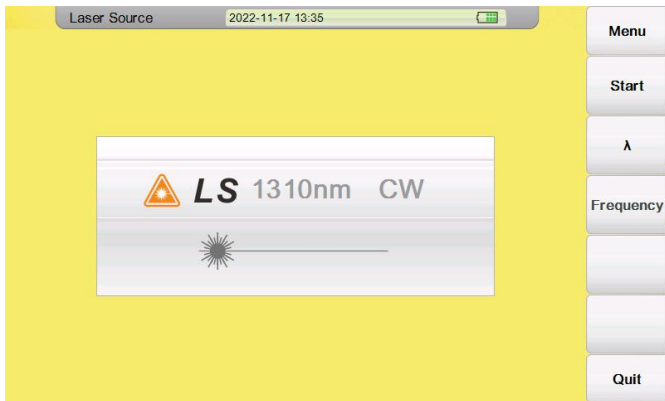 Laser Source 2022-11-17 13:35
Menu
Start
λ
Frequency
Quit
LS 1310nm CW